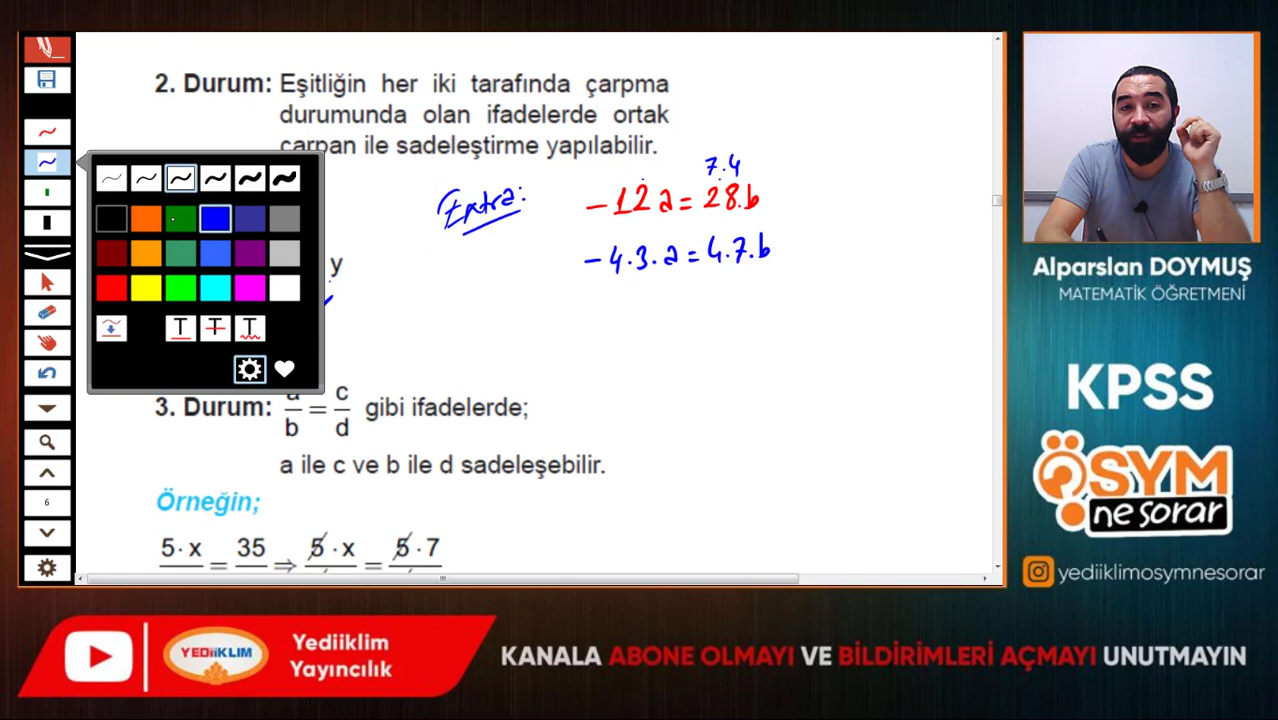 2. Durum: Eşitliğin her iki tarafında çarpma
durumunda olan ifadelerde ortak
çarpan ile sadeleştirme yapılabilir.
7.4
Extra:
-12a=28.b
-4.3.a=4.7.b
y
3. Durum: a/b = c/d gibi ifadelerde;
a ile c ve b ile d sadeleşebilir.
Örneğin;
5·x = 35 ⇒ 5·x = 5·7
T T T
6
Alparslan DOYMUŞ
MATEMATİK ÖĞRETMENİ
KPSS
ÖSYM
ne sorar
yediiklimosymnesorar
YEDİİKLİM
Yediiklim
Yayıncılık
KANALA ABONE OLMAYI VE BİLDİRİMLERİ AÇMAYI UNUTMAYIN